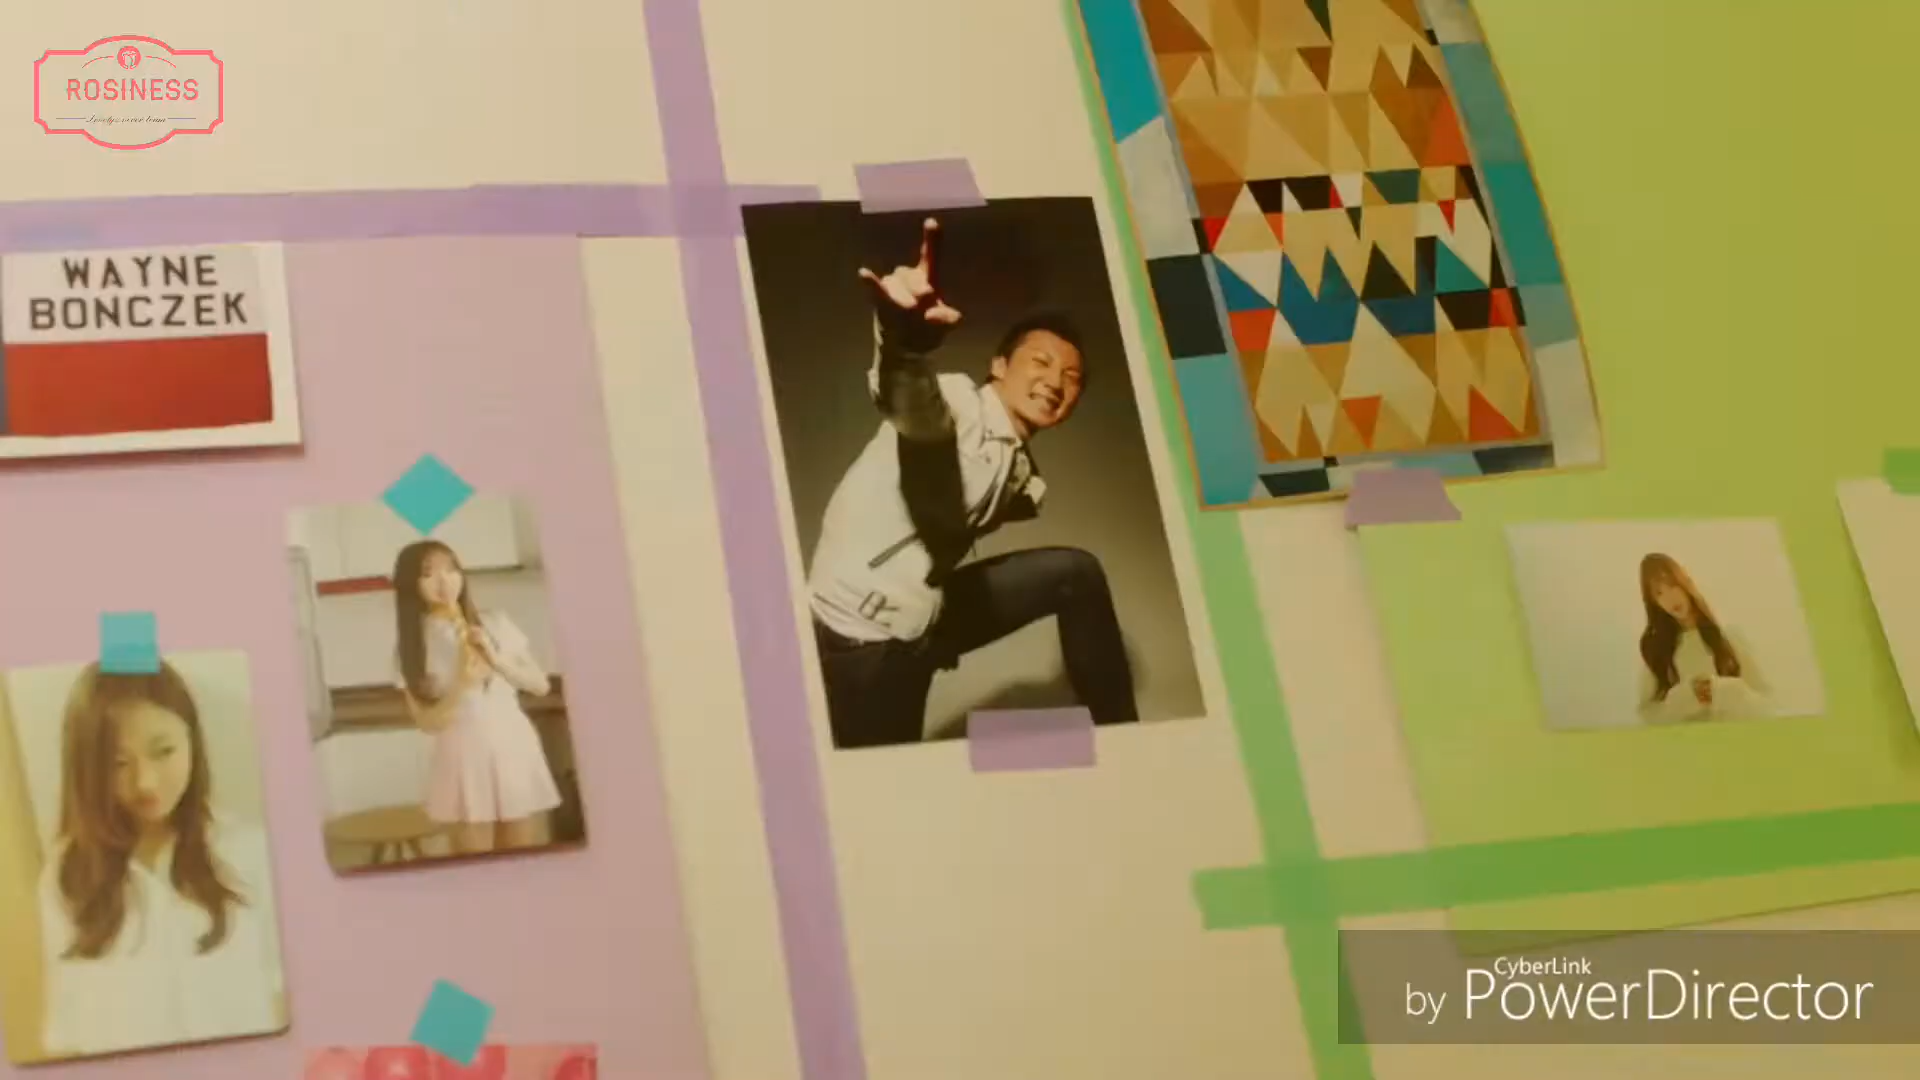 ROSINESS
WAYNE
BONCZEK
CyberLink
by PowerDirector